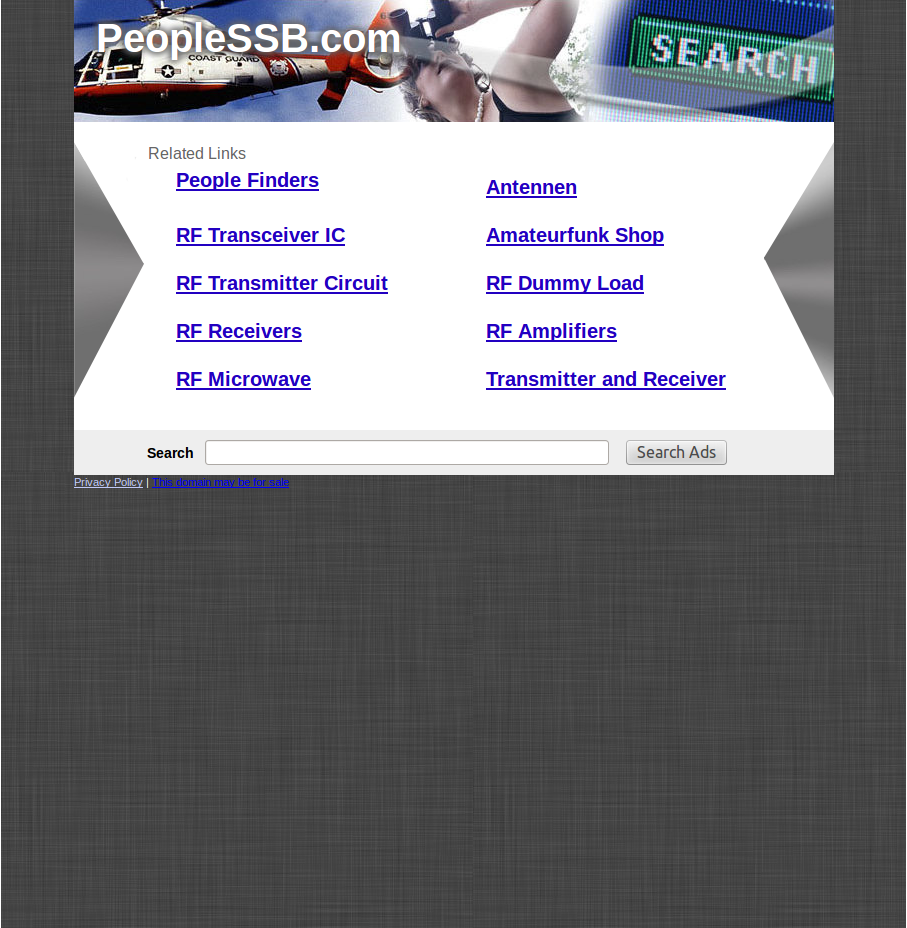 PeopleSSB.com
COAST GUARD
SEARCH
Related Links
People Finders
Antennen
RF Transceiver IC
Amateurfunk Shop
RF Transmitter Circuit
RF Dummy Load
RF Receivers
RF Amplifiers
RF Microwave
Transmitter and Receiver
Search
Search Ads
Privacy Policy | This domain may be for sale